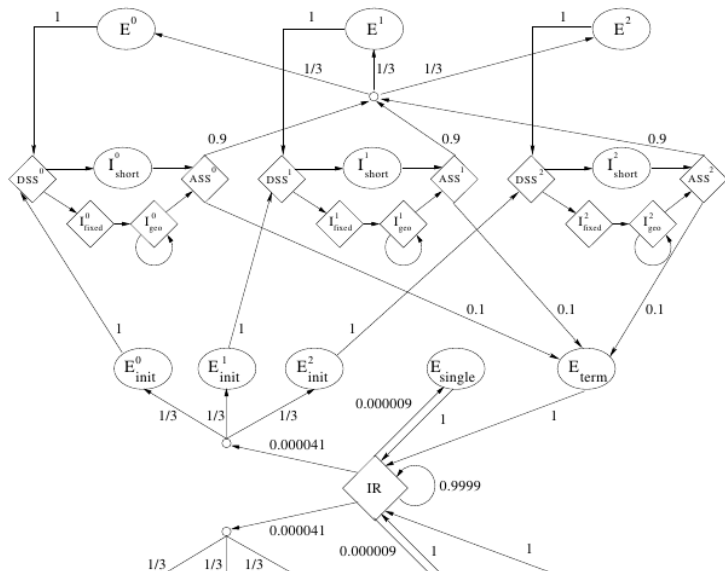 1 E^0 1 E^1 1 E^2
1/3 1/3 1/3
0.9 0.9 0.9
DSS^0 I^0_short ASS^0 DSS^1 I^1_short ASS^1 DSS^2 I^2_short ASS^2
I^0_fixed I^0_geo I^1_fixed I^1_geo I^2_fixed I^2_geo
0.1 0.1 0.1
1 1 1
E^0_init E^1_init E^2_init E_single E_term
0.000009
1/3 1/3 1/3 1 1
0.000041
IR 0.9999
0.000041
0.000009 1 1
1/3 1/3 1/3